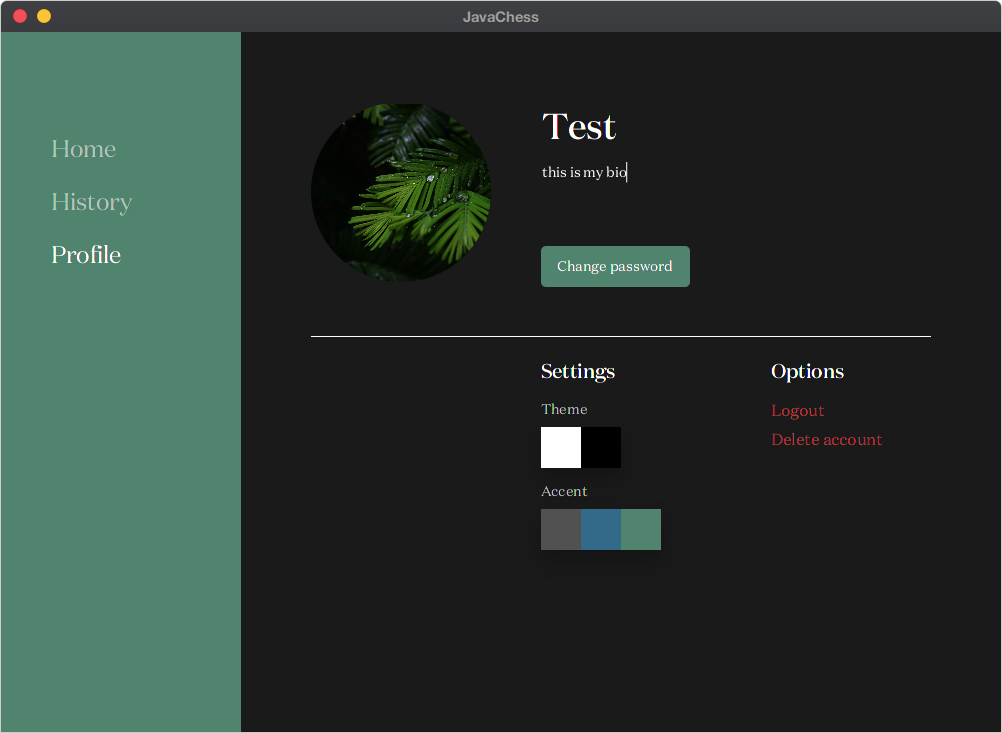 JavaChess
Home
History
Profile
Test
this is my bio
Change password
Settings
Theme
Accent
Options
Logout
Delete account